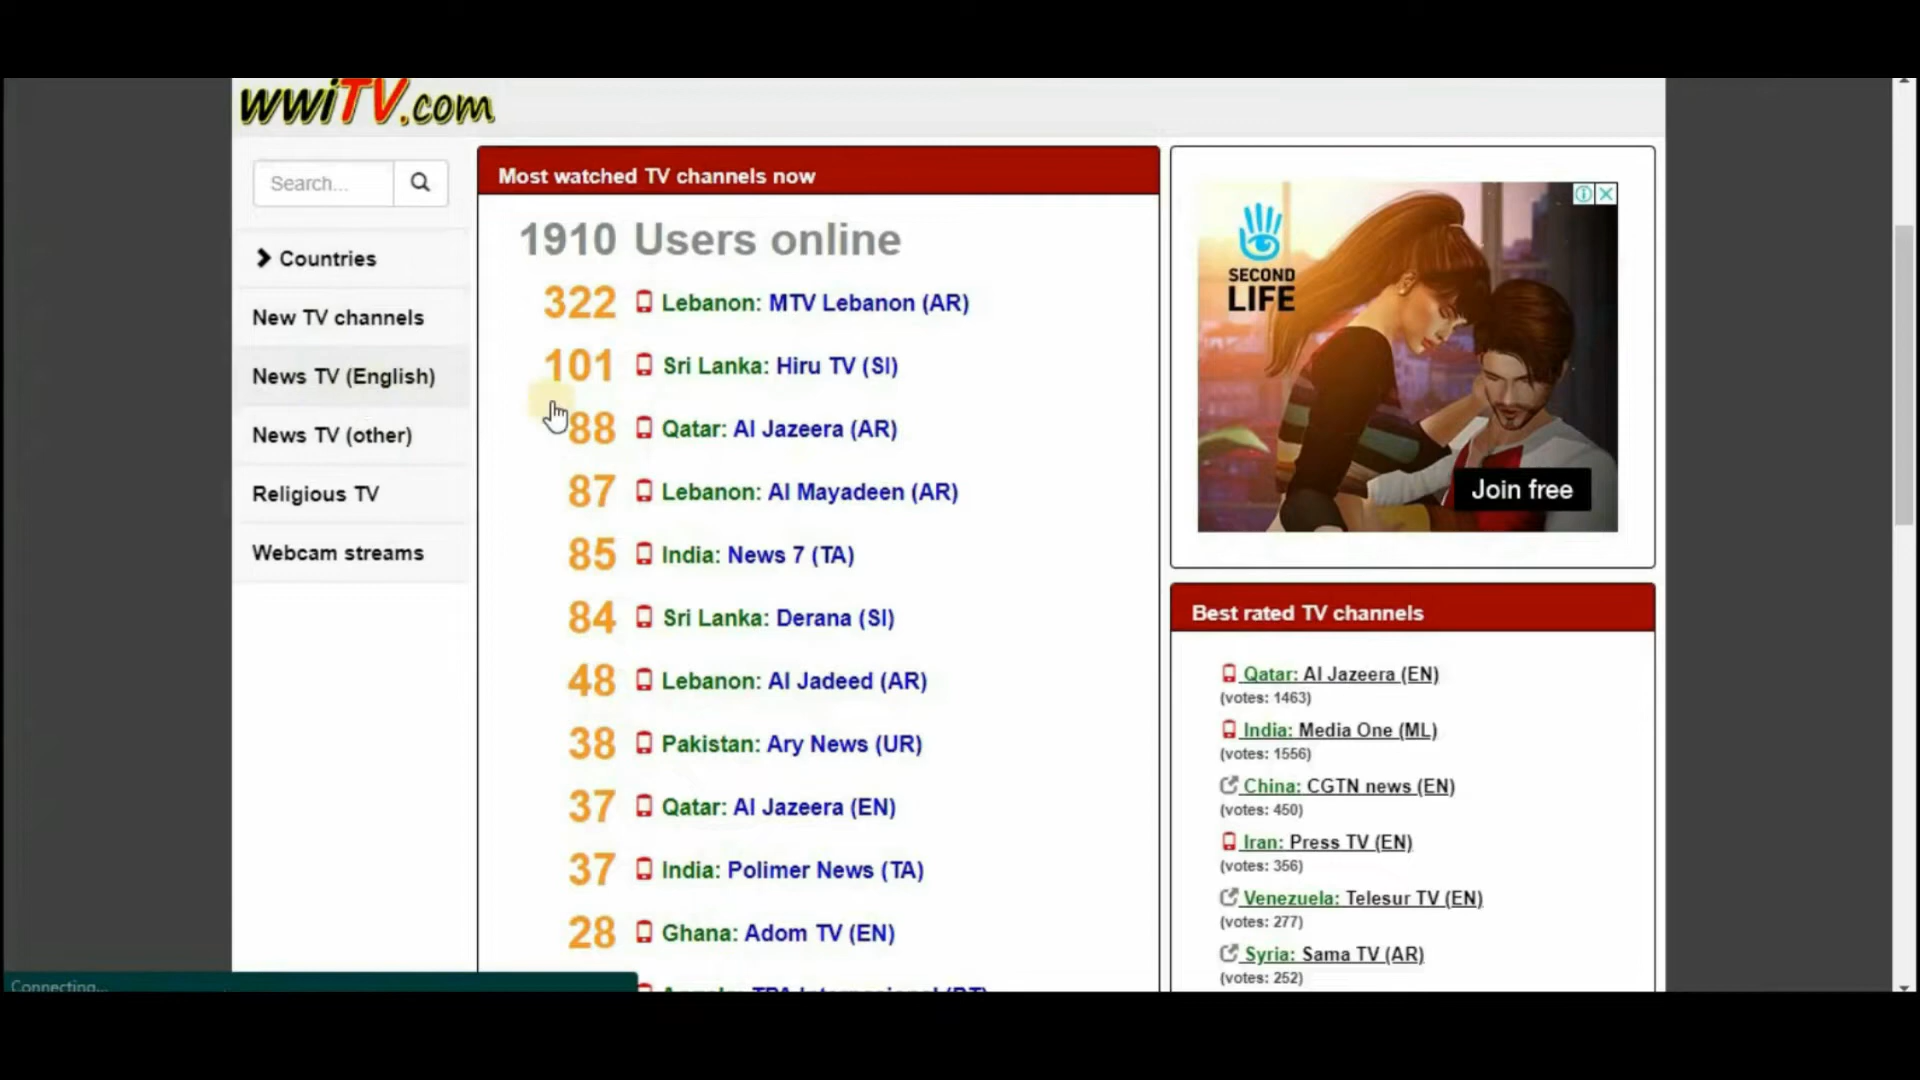 wwiTV.com
Search...
Countries
New TV channels
News TV (English)
News TV (other)
Religious TV
Webcam streams
Most watched TV channels now
1910 Users online
322 Lebanon: MTV Lebanon (AR)
101 Sri Lanka: Hiru TV (SI)
88 Qatar: Al Jazeera (AR)
87 Lebanon: Al Mayadeen (AR)
85 India: News 7 (TA)
84 Sri Lanka: Derana (SI)
48 Lebanon: Al Jadeed (AR)
38 Pakistan: Ary News (UR)
37 Qatar: Al Jazeera (EN)
37 India: Polimer News (TA)
28 Ghana: Adom TV (EN)
SECOND
LIFE
Join free
Best rated TV channels
Qatar: Al Jazeera (EN)
(votes: 1463)
India: Media One (ML)
(votes: 1556)
China: CGTN news (EN)
(votes: 450)
Iran: Press TV (EN)
(votes: 356)
Venezuela: Telesur TV (EN)
(votes: 277)
Syria: Sama TV (AR)
(votes: 252)
Connecting...